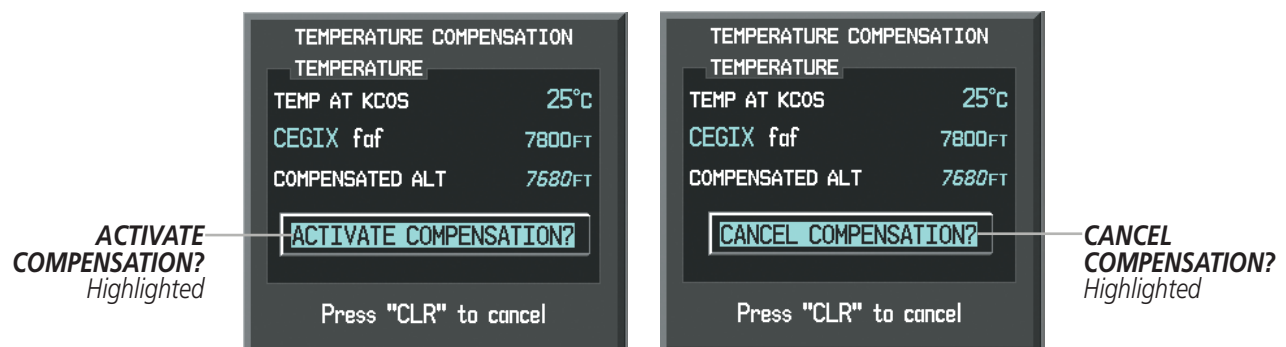 TEMPERATURE COMPENSATION
TEMPERATURE
TEMP AT KCOS 25°C
CEGIX faf 7800FT
COMPENSATED ALT 7680FT
ACTIVATE COMPENSATION?
Press "CLR" to cancel
ACTIVATE
COMPENSATION?
Highlighted
TEMPERATURE COMPENSATION
TEMPERATURE
TEMP AT KCOS 25°C
CEGIX faf 7800FT
COMPENSATED ALT 7680FT
CANCEL COMPENSATION?
Press "CLR" to cancel
CANCEL
COMPENSATION?
Highlighted